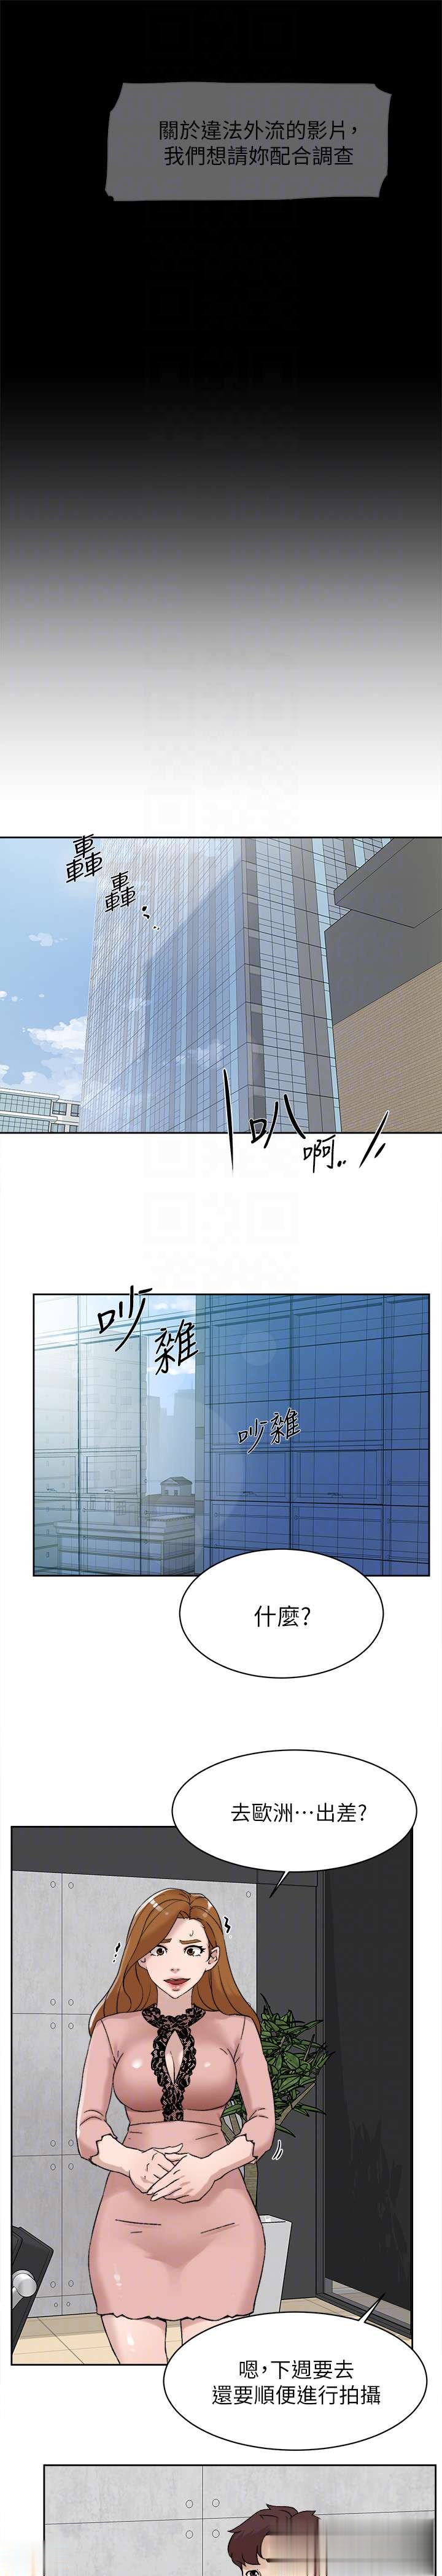 關於違法外流的影片，
我們想請妳配合調查
轟
轟
叭
啊..
吵
雜
吵雜
什麼?
去歐洲…出差?
嗯，下週要去
還要順便進行拍攝